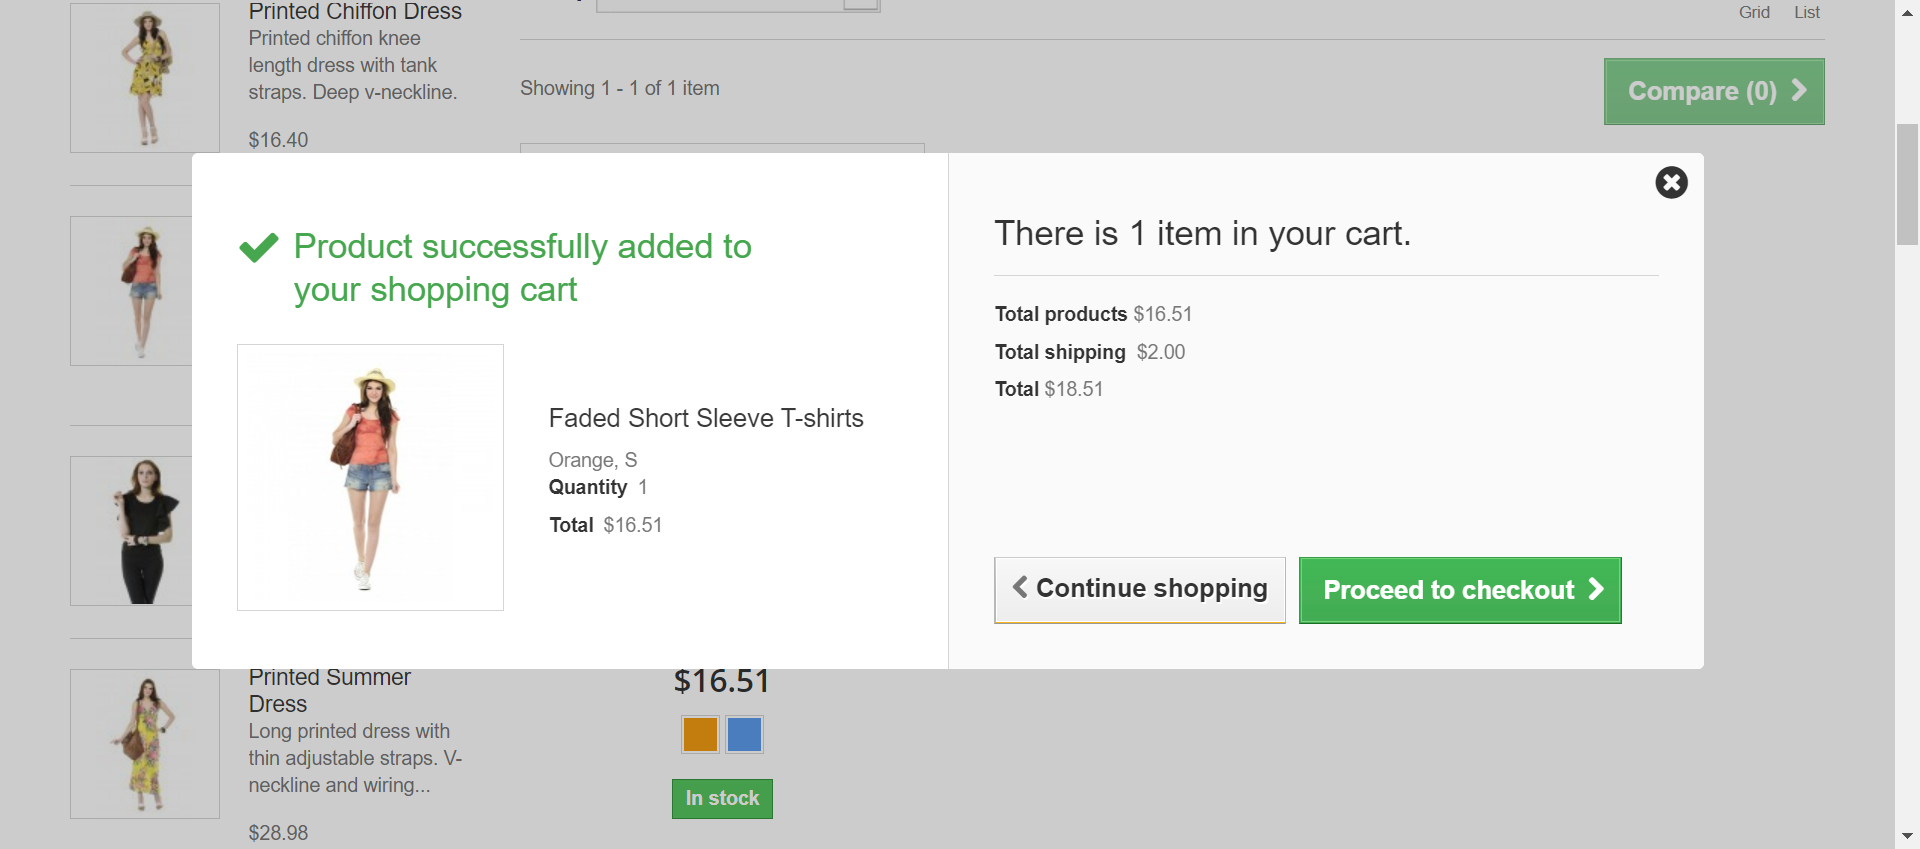 Printed Chiffon Dress
Printed chiffon knee
length dress with tank
straps. Deep v-neckline.
$16.40
Grid List
Showing 1 - 1 of 1 item
Compare (0)
Product successfully added to
your shopping cart
Faded Short Sleeve T-shirts
Orange, S
Quantity 1
Total $16.51
There is 1 item in your cart.
Total products $16.51
Total shipping $2.00
Total $18.51
Continue shopping
Proceed to checkout
Printed Summer
Dress
Long printed dress with
thin adjustable straps. V-
neckline and wiring...
$28.98
$16.51
In stock